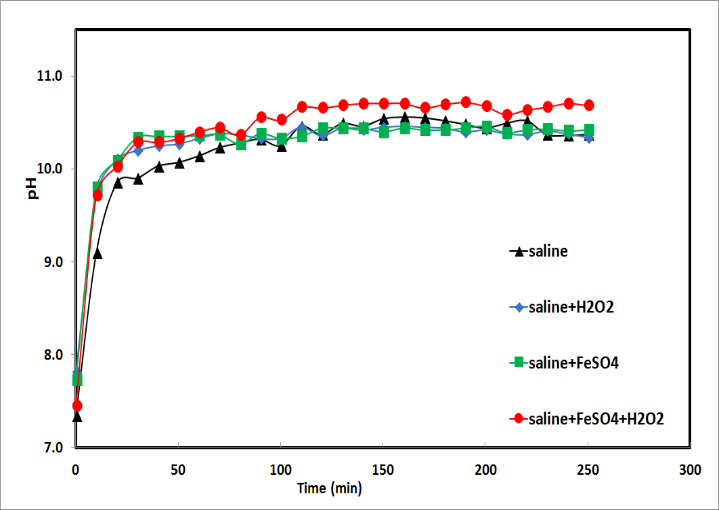 11.0
10.0
9.0
8.0
7.0
pH
saline
saline+H2O2
saline+FeSO4
saline+FeSO4+H2O2
0 50 100 150 200 250 300
Time (min)